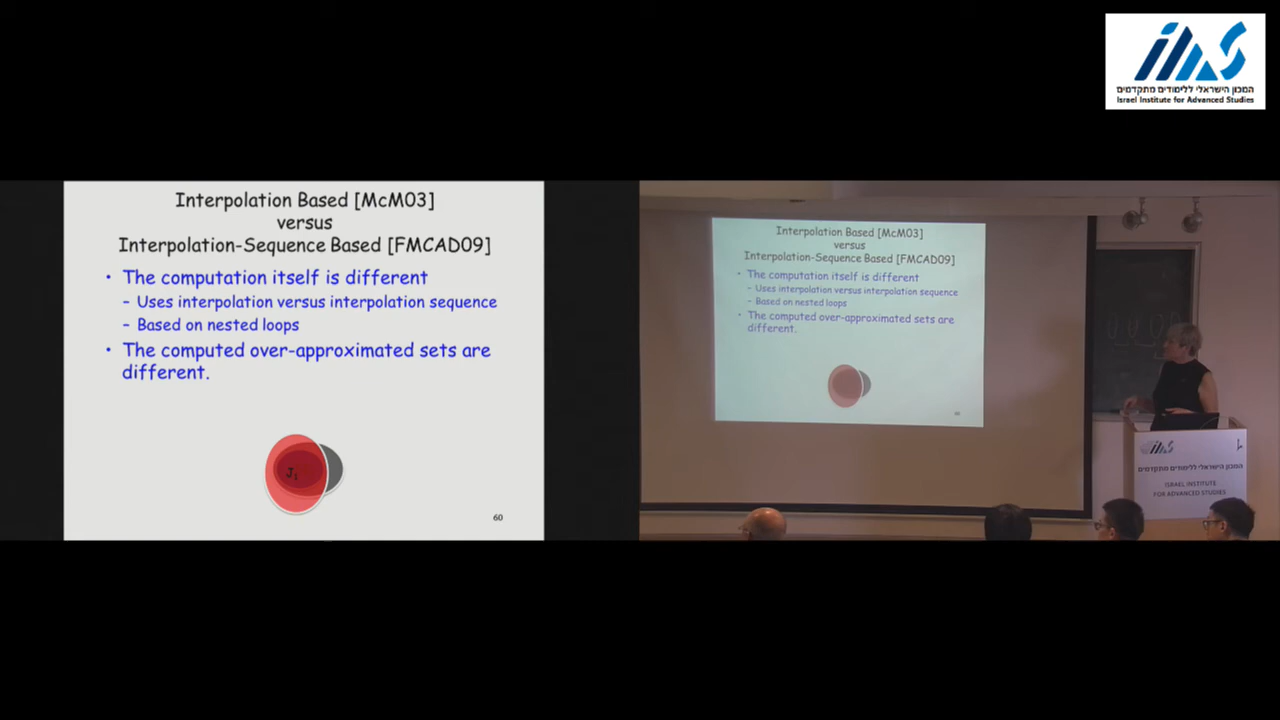 המכון הישראלי ללימודים מתקדמים
Israel Institute for Advanced Studies
Interpolation Based [McM03]
versus
Interpolation-Sequence Based [FMCAD09]
• The computation itself is different
– Uses interpolation versus interpolation sequence
– Based on nested loops
• The computed over-approximated sets are
different.
J
60
Interpolation Based [McM03]
versus
Interpolation-Sequence Based [FMCAD09]
• The computation itself is different
– Uses interpolation versus interpolation sequence
– Based on nested loops
• The computed over-approximated sets are
different.
המכון הישראלי ללימודים מתקדמים
ISRAEL INSTITUTE
FOR ADVANCED STUDIES